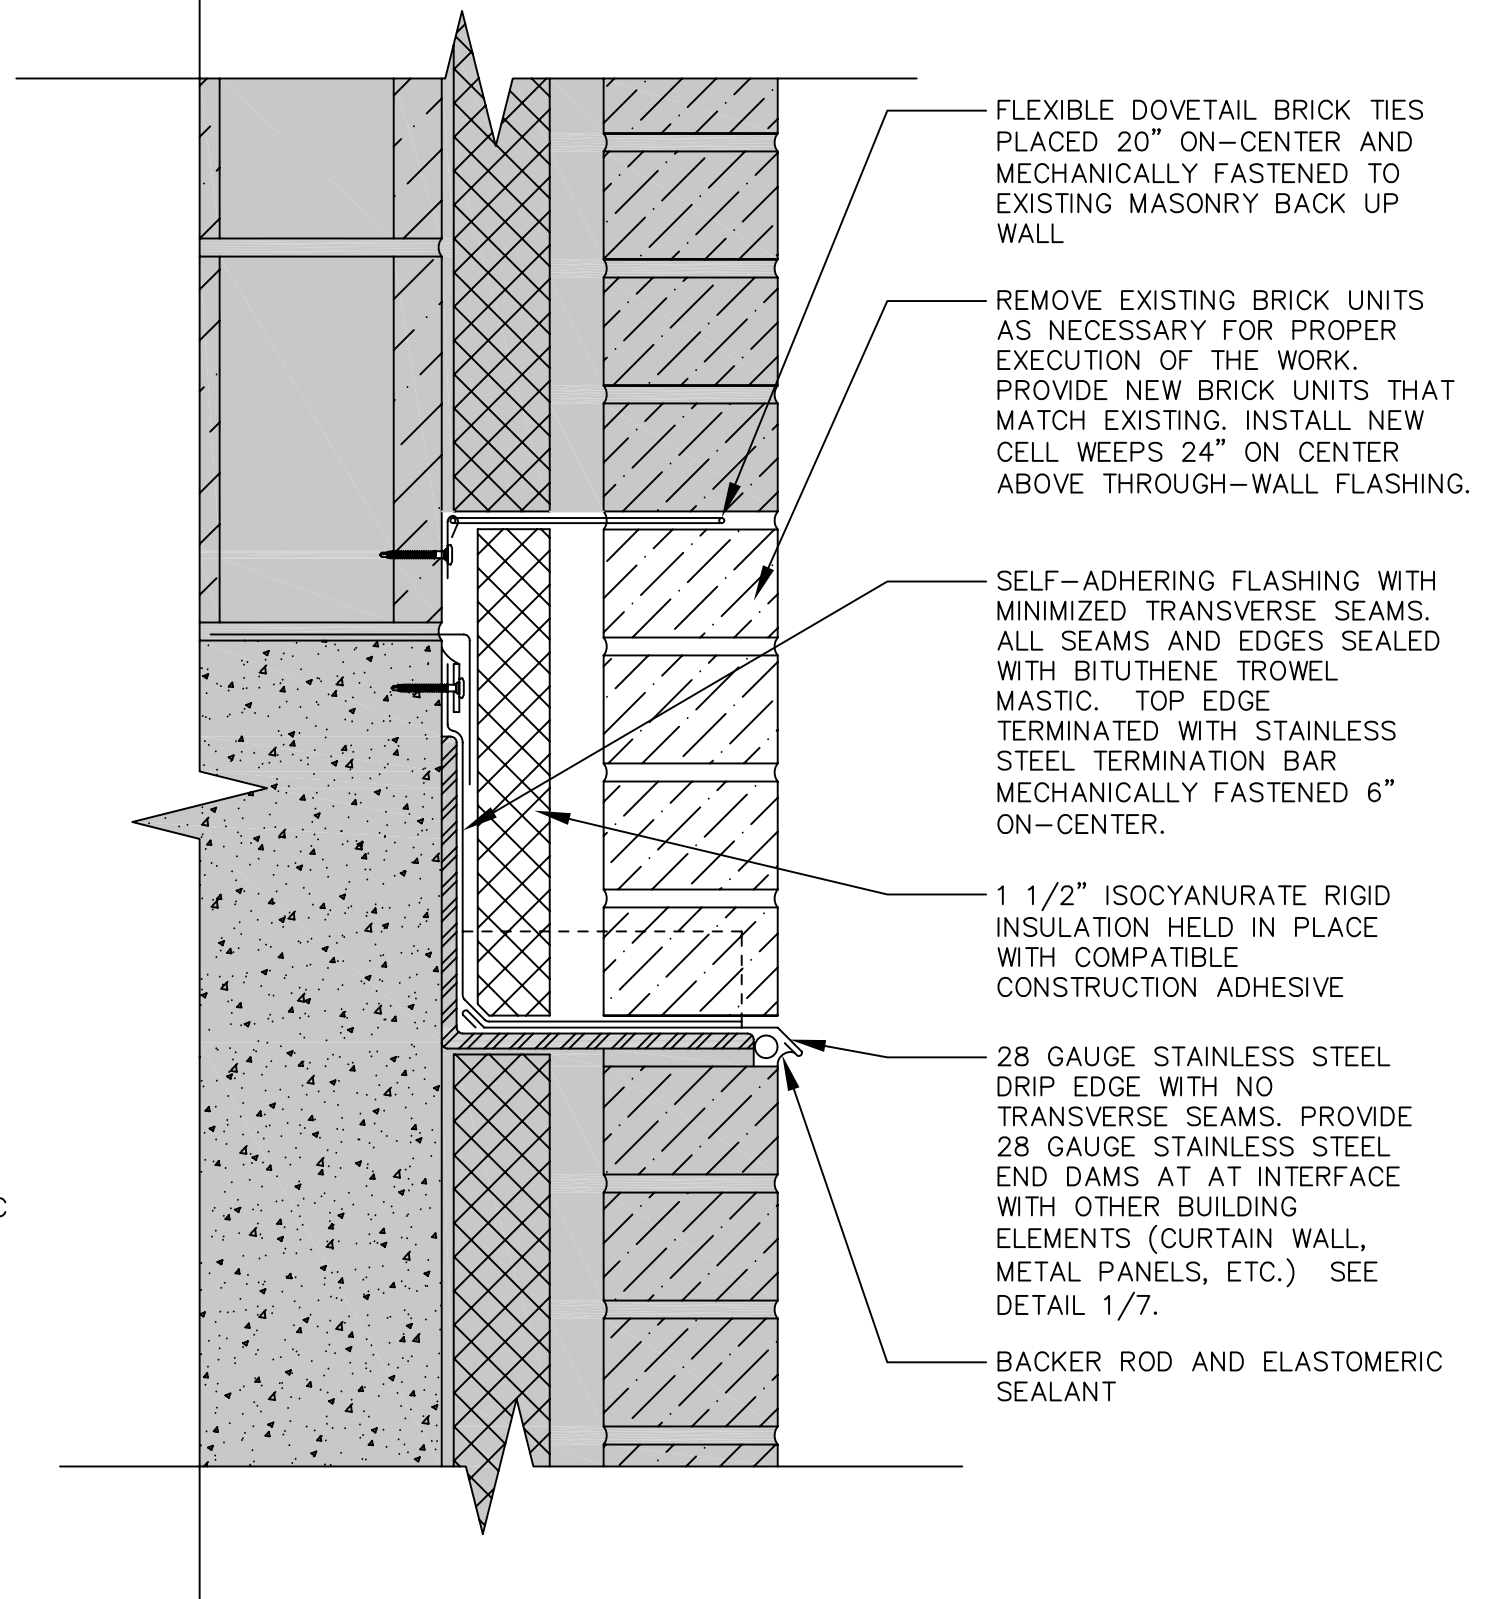 FLEXIBLE DOVETAIL BRICK TIES
PLACED 20” ON–CENTER AND
MECHANICALLY FASTENED TO
EXISTING MASONRY BACK UP
WALL
REMOVE EXISTING BRICK UNITS
AS NECESSARY FOR PROPER
EXECUTION OF THE WORK.
PROVIDE NEW BRICK UNITS THAT
MATCH EXISTING. INSTALL NEW
CELL WEEPS 24” ON CENTER
ABOVE THROUGH–WALL FLASHING.
SELF–ADHERING FLASHING WITH
MINIMIZED TRANSVERSE SEAMS.
ALL SEAMS AND EDGES SEALED
WITH BITUTHENE TROWEL
MASTIC. TOP EDGE
TERMINATED WITH STAINLESS
STEEL TERMINATION BAR
MECHANICALLY FASTENED 6”
ON–CENTER.
1 1/2” ISOCYANURATE RIGID
INSULATION HELD IN PLACE
WITH COMPATIBLE
CONSTRUCTION ADHESIVE
28 GAUGE STAINLESS STEEL
DRIP EDGE WITH NO
TRANSVERSE SEAMS. PROVIDE
28 GAUGE STAINLESS STEEL
END DAMS AT AT INTERFACE
WITH OTHER BUILDING
ELEMENTS (CURTAIN WALL,
METAL PANELS, ETC.) SEE
DETAIL 1/7.
BACKER ROD AND ELASTOMERIC
SEALANT